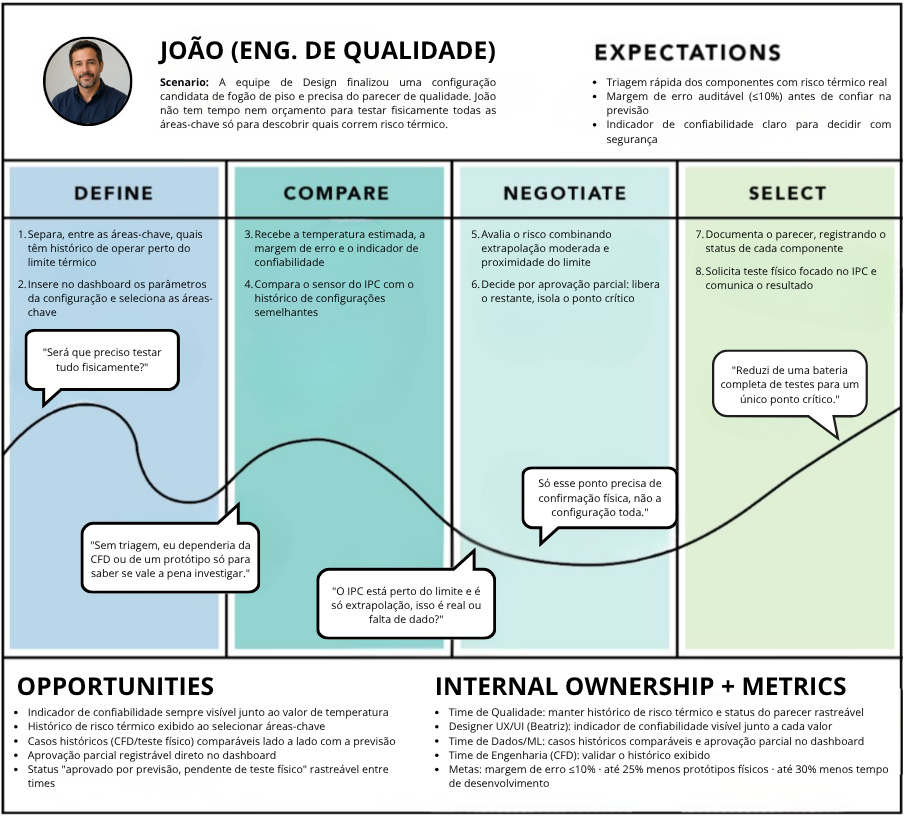 JOÃO (ENG. DE QUALIDADE)
Scenario: A equipe de Design finalizou uma configuração
candidata de fogão de piso e precisa do parecer de qualidade. João
não tem tempo nem orçamento para testar fisicamente todas as
áreas-chave só para descobrir quais correm risco térmico.
EXPECTATIONS
• Triagem rápida dos componentes com risco térmico real
• Margem de erro auditável (≤10%) antes de confiar na
previsão
• Indicador de confiabilidade claro para decidir com
segurança
DEFINE
1. Separa, entre as áreas-chave, quais
têm histórico de operar perto do
limite térmico
2. Insere no dashboard os parâmetros
da configuração e seleciona as áreas-
chave
"Será que preciso testar
tudo fisicamente?"
"Sem triagem, eu dependeria da
CFD ou de um protótipo só para
saber se vale a pena investigar."
COMPARE
3. Recebe a temperatura estimada, a
margem de erro e o indicador de
confiabilidade
4. Compara o sensor do IPC com o
histórico de configurações
semelhantes
"O IPC está perto do limite e é
só extrapolação, isso é real ou
falta de dado?"
NEGOTIATE
5. Avalia o risco combinando
extrapolação moderada e
proximidade do limite
6. Decide por aprovação parcial: libera
o restante, isola o ponto crítico
Só esse ponto precisa de
confirmação física, não a
configuração toda."
SELECT
7. Documenta o parecer, registrando o
status de cada componente
8. Solicita teste físico focado no IPC e
comunica o resultado
"Reduzi de uma bateria
completa de testes para um
único ponto crítico."
OPPORTUNITIES
• Indicador de confiabilidade sempre visível junto ao valor de temperatura
• Histórico de risco térmico exibido ao selecionar áreas-chave
• Casos históricos (CFD/teste físico) comparáveis lado a lado com a previsão
• Aprovação parcial registrável direto no dashboard
• Status "aprovado por previsão, pendente de teste físico" rastreável entre
times
INTERNAL OWNERSHIP + METRICS
• Time de Qualidade: manter histórico de risco térmico e status do parecer rastreável
• Designer UX/UI (Beatriz): indicador de confiabilidade visível junto a cada valor
• Time de Dados/ML: casos históricos comparáveis e aprovação parcial no dashboard
• Time de Engenharia (CFD): validar o histórico exibido
• Metas: margem de erro ≤10% · até 25% menos protótipos físicos · até 30% menos tempo
de desenvolvimento